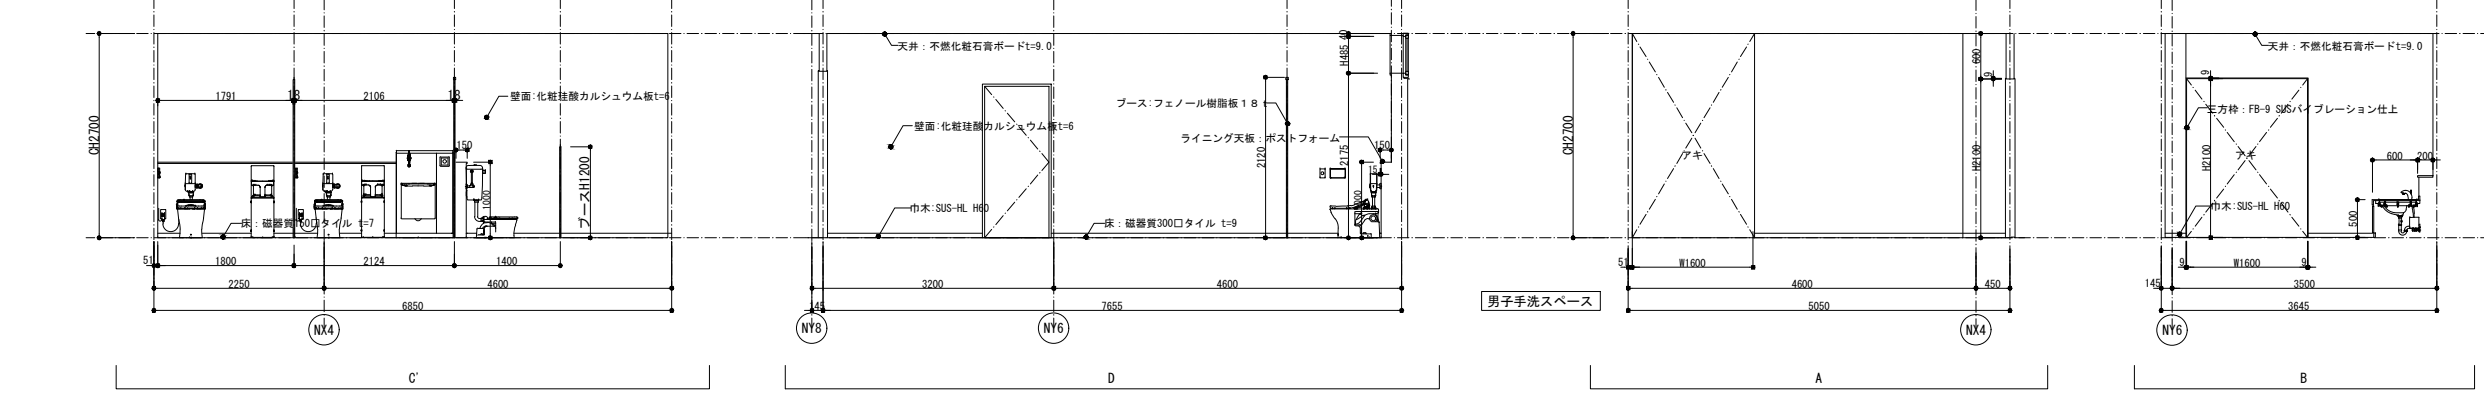 CH2700
1791
18
2106
18
壁面:化粧珪酸カルシュウム板t=6
150
1000
ブースH1200
床：磁器質150口タイル t=7
51
1800
2124
1400
2250
4600
6850
NX4
C'
天井：不燃化粧石膏ボードt=9.0
壁面:化粧珪酸カルシュウム板t=6
ブース:フェノール樹脂板１８t
ライニング天板：ポストフォーム
40
H485
2120
2175
150
巾木:SUS-HL H60
床：磁器質300口タイル t=9
3200
4600
145
7655
NY8
NY6
D
男子手洗スペース
CH2700
アキ
600
9
H2100
51
W1600
4600
450
5050
NX4
A
天井：不燃化粧石膏ボードt=9.0
9
三方枠：FB-9 SUSバイブレーション仕上
H2100
アキ
600
200
巾木:SUS-HL H60
500
9
W1600
9
145
3500
3645
NY6
B